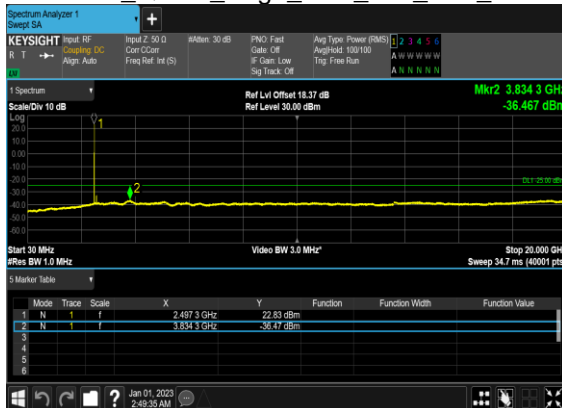 Spectrum Analyzer 1
Swept SA
+
KEYSIGHT
R T
LXI
Input: RF
Coupling: DC
Align: Auto
Input Z: 50 Ω
Corr CCorr
Freq Ref: Int (S)
#Atten: 30 dB
PNO: Fast
Gate: Off
IF Gain: Low
Sig Track: Off
Avg Type: Power (RMS)
Avg|Hold: 100/100
Trig: Free Run
1 2 3 4 5 6
A W W W W W
A N N N N N
1 Spectrum
Scale/Div 10 dB
Ref Lvl Offset 18.37 dB
Ref Level 30.00 dBm
Mkr2 3.834 3 GHz
-36.467 dBm
Log
20.0
10.0
0.00
-10.0
-20.0
-30.0
-40.0
-50.0
-60.0
1
2
DL1 -25.00 dBm
Start 30 MHz
#Res BW 1.0 MHz
Video BW 3.0 MHz*
Stop 20.000 GH
Sweep 34.7 ms (40001 pts
5 Marker Table
Mode Trace Scale X Y Function Function Width Function Value
1 N 1 f 2.497 3 GHz 22.83 dBm
2 N 1 f 3.834 3 GHz -36.47 dBm
3
4
5
6
?
Jan 01, 2023
2:49:35 AM